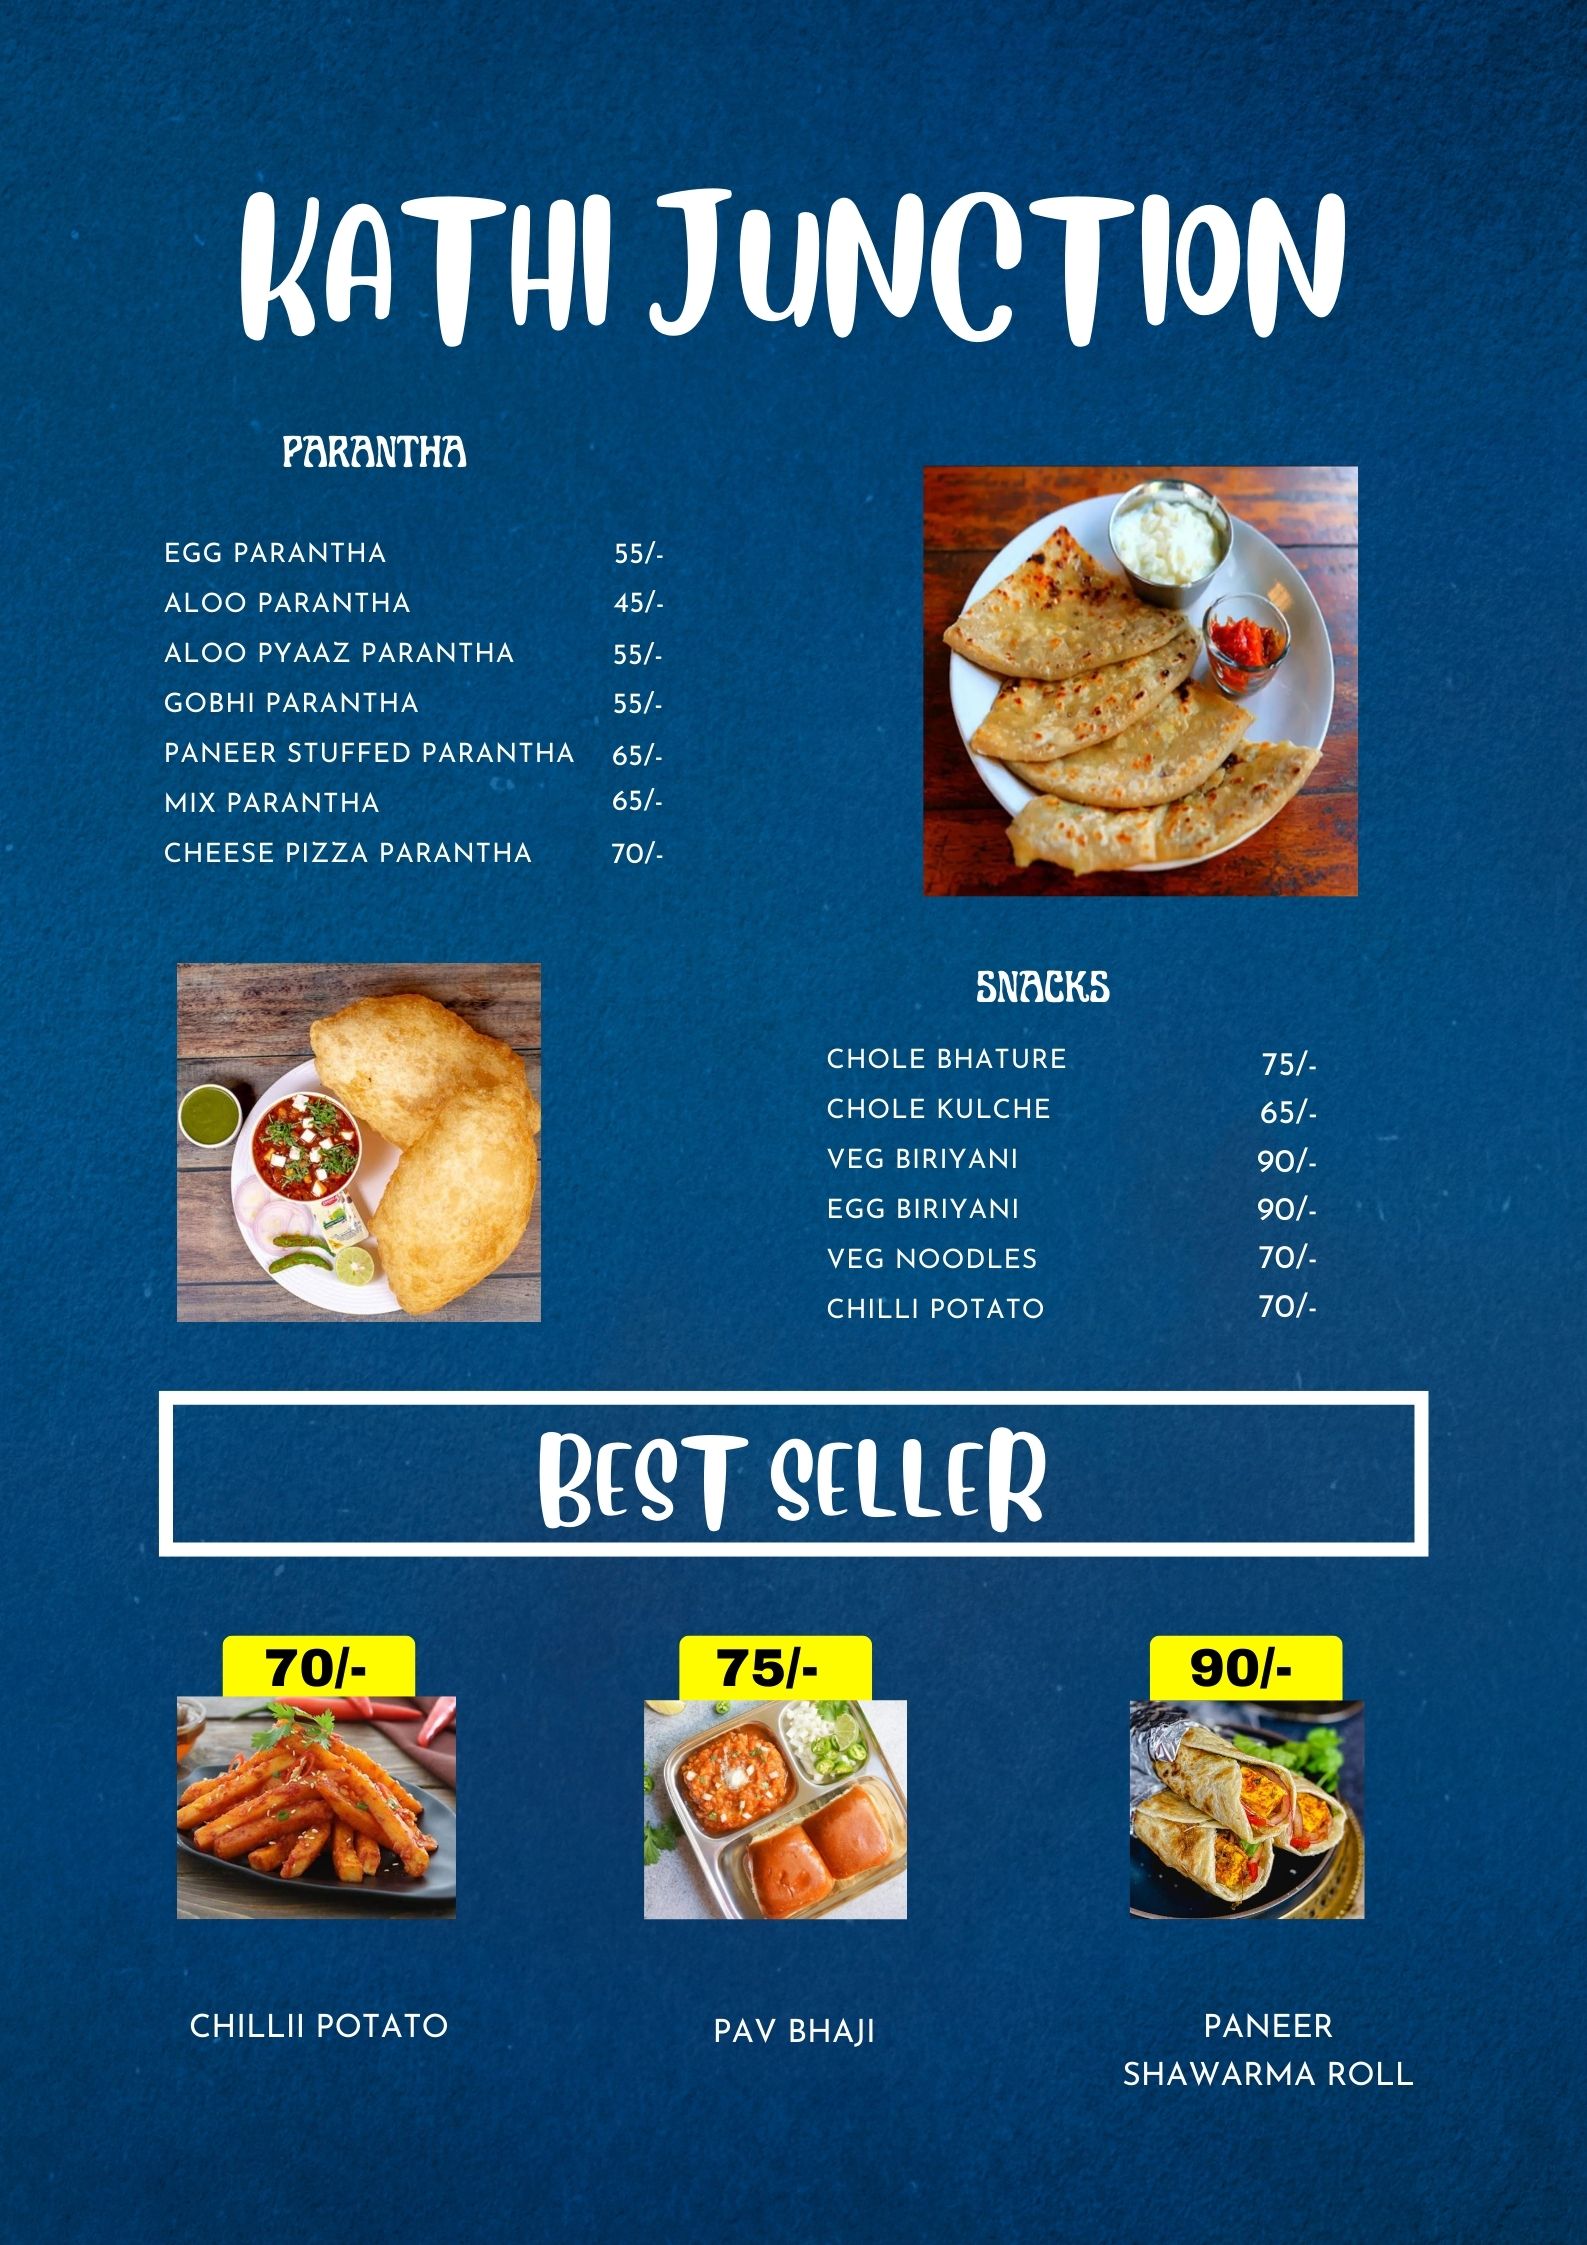 KATHI JUNCTION
PARANTHA
EGG PARANTHA 55/-
ALOO PARANTHA 45/-
ALOO PYAAZ PARANTHA 55/-
GOBHI PARANTHA 55/-
PANEER STUFFED PARANTHA 65/-
MIX PARANTHA 65/-
CHEESE PIZZA PARANTHA 70/-
SNACKS
CHOLE BHATURE 75/-
CHOLE KULCHE 65/-
VEG BIRIYANI 90/-
EGG BIRIYANI 90/-
VEG NOODLES 70/-
CHILLI POTATO 70/-
BEST SELLER
70/- 75/- 90/-
CHILLII POTATO
PAV BHAJI
PANEER
SHAWARMA ROLL